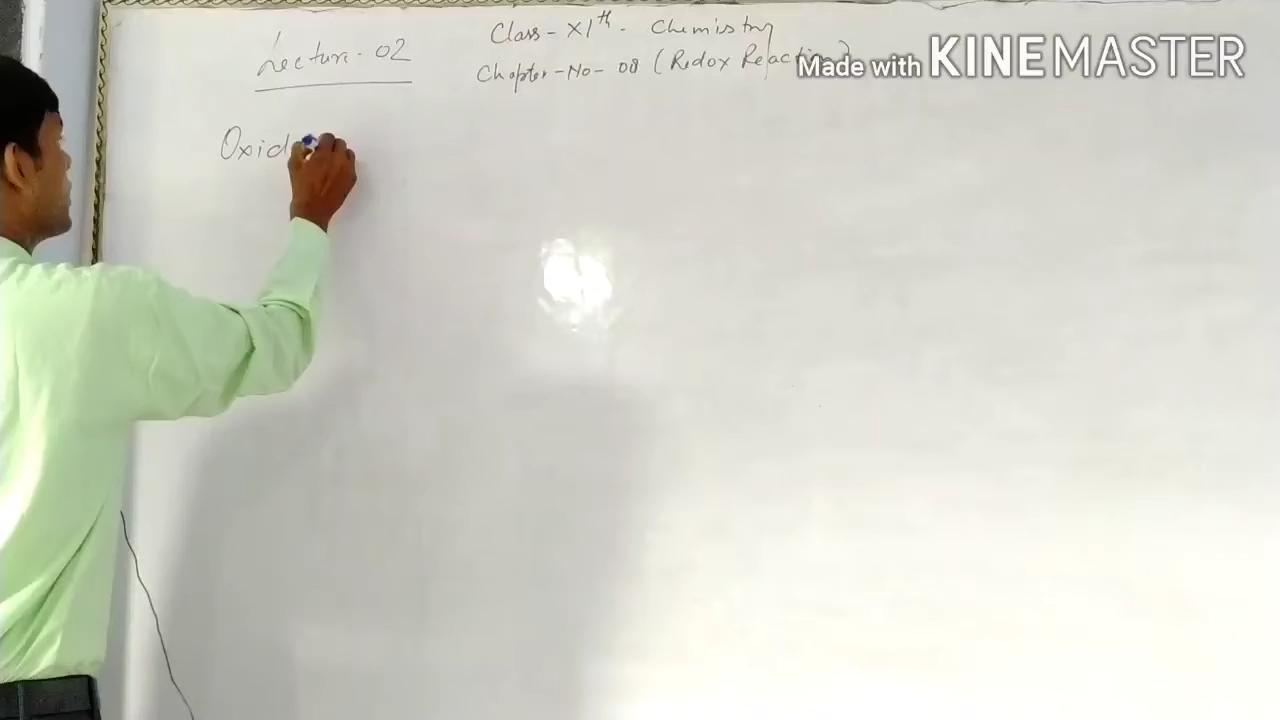 Lecture - 02
Class - XIth - Chemistry
Chapter - No - 08 (Redox Reaction)
Made with KINEMASTER
Oxid